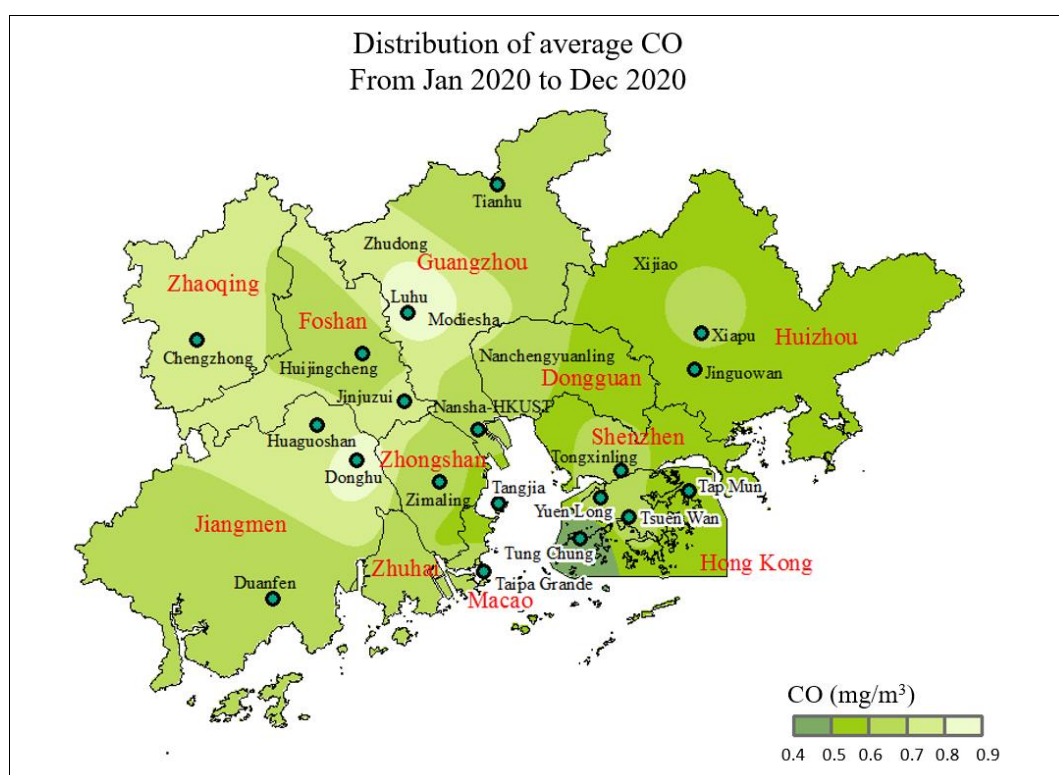 Distribution of average CO
From Jan 2020 to Dec 2020
Tianhu
Zhudong
Guangzhou
Xijiao
Zhaoqing
Luhu
Foshan
Modiesha
Xiapu
Huizhou
Chengzhong
Huijingcheng
Nanchengyuanling
Dongguan
Jinguowan
Jinjuzui
Nansha-HKUST
Huaguoshan
Shenzhen
Donghu
Zhongshan
Tongxinling
Zimaling
Tangjia
Tap Mun
Yuen Long
Tsuen Wan
Jiangmen
Tung Chung
Hong Kong
Zhuhai
Duanfen
Taipa Grande
Macao
CO (mg/m³)
0.4 0.5 0.6 0.7 0.8 0.9